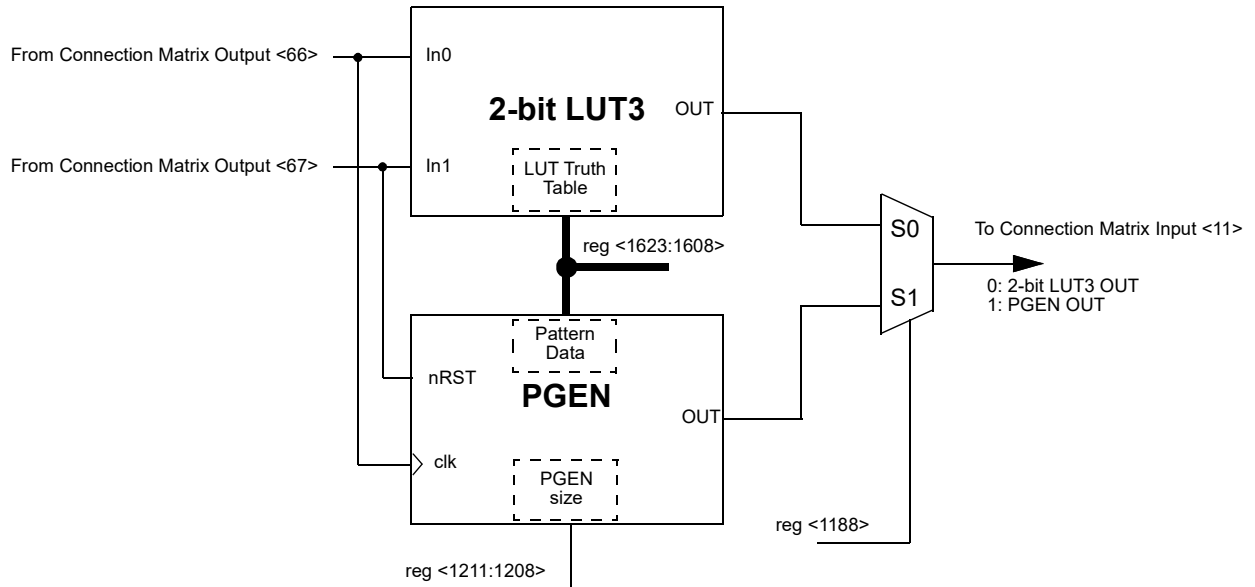 From Connection Matrix Output <66>
In0
2-bit LUT3
OUT
From Connection Matrix Output <67>
In1
LUT Truth
Table
reg <1623:1608>
S0
To Connection Matrix Input <11>
0: 2-bit LUT3 OUT
1: PGEN OUT
S1
Pattern
Data
nRST
PGEN
OUT
clk
PGEN
size
reg <1188>
reg <1211:1208>